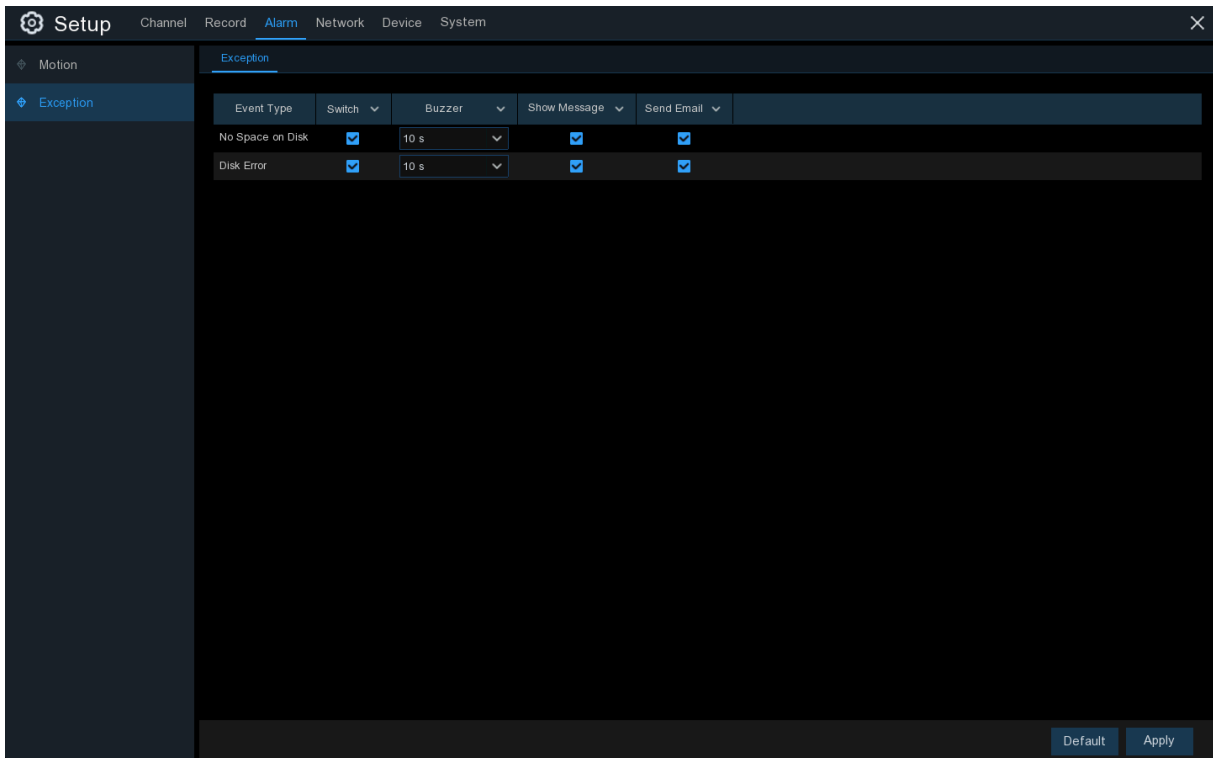 Setup Channel Record Alarm Network Device System
Motion
Exception
Exception
Event Type Switch Buzzer Show Message Send Email
No Space on Disk 10 s
Disk Error 10 s
Default Apply